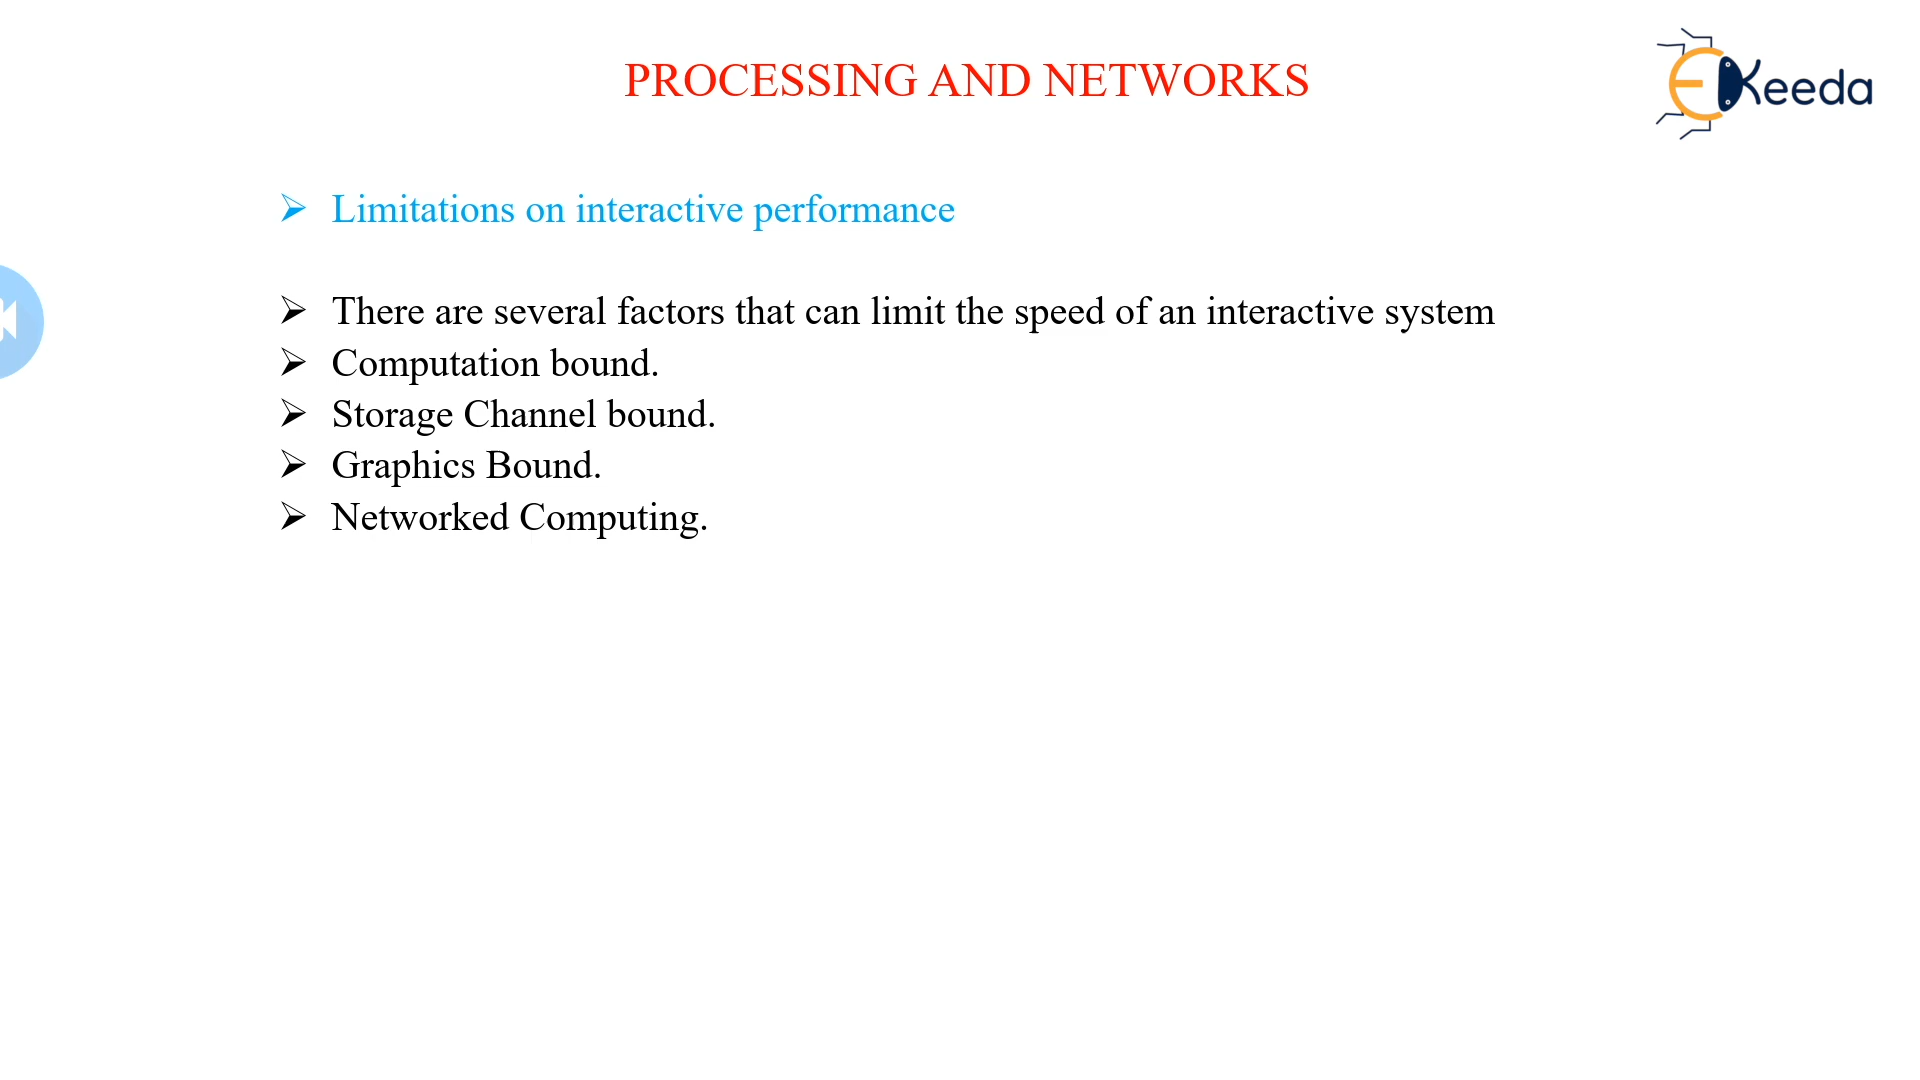 PROCESSING AND NETWORKS
EKeeda
Limitations on interactive performance
There are several factors that can limit the speed of an interactive system
Computation bound.
Storage Channel bound.
Graphics Bound.
Networked Computing.